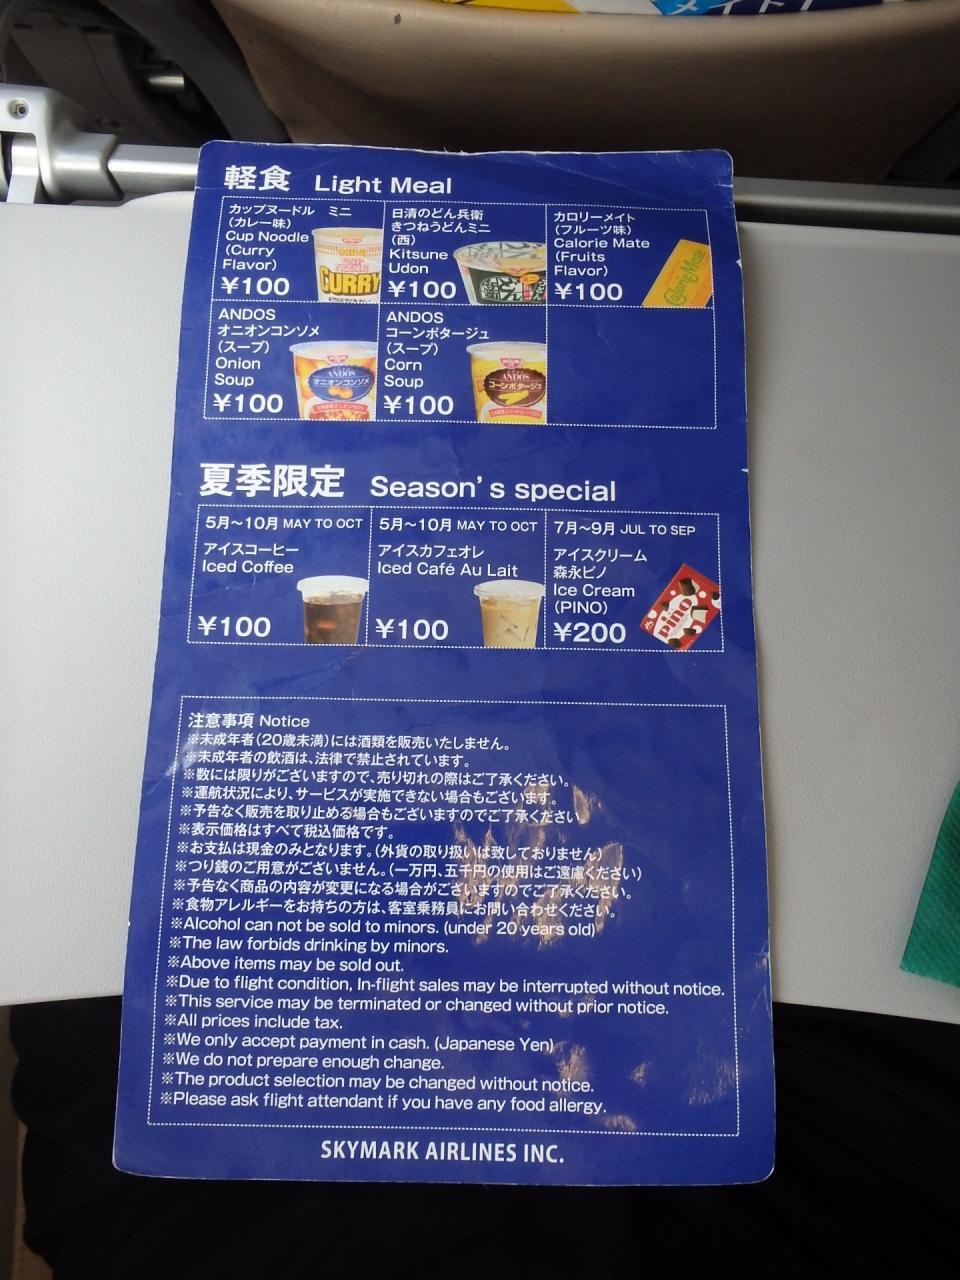 メイト!
軽食 Light Meal
カップヌードル ミニ
(カレー味)
Cup Noodle
(Curry
Flavor)
¥100
CURRY
日清のどん兵衛
きつねうどんミニ
(西)
Kitsune
Udon
¥100
カロリーメイト
(フルーツ味)
Calorie Mate
(Fruits
Flavor)
¥100
CalorieMate
ANDOS
オニオンコンソメ
(スープ)
Onion
Soup
¥100
ANDOS
オニオンコンソメ
ANDOS
コーンポタージュ
(スープ)
Corn
Soup
¥100
ANDOS
コーンポタージュ
夏季限定 Season's special
5月~10月 MAY TO OCT
アイスコーヒー
Iced Coffee
¥100
5月~10月 MAY TO OCT
アイスカフェオレ
Iced Café Au Lait
¥100
7月~9月 JUL TO SEP
アイスクリーム
森永ピノ
Ice Cream
(PINO)
¥200
pino
注意事項 Notice
※未成年者(20歳未満)には酒類を販売いたしません。
※未成年者の飲酒は、法律で禁止されています。
※数には限りがございますので、売り切れの際はご了承ください。
※運航状況により、サービスが実施できない場合もございます。
※予告なく販売を取り止める場合もございますのでご了承ください。
※表示価格はすべて税込価格です。
※お支払は現金のみとなります。(外貨の取り扱いは致しておりません)
※つり銭のご用意がございません。(一万円、五千円の使用はご遠慮ください)
※予告なく商品の内容が変更になる場合がございますのでご了承ください。
※食物アレルギーをお持ちの方は、客室乗務員にお問い合わせください。
※Alcohol can not be sold to minors. (under 20 years old)
※The law forbids drinking by minors.
※Above items may be sold out.
※Due to flight condition, In-flight sales may be interrupted without notice.
※This service may be terminated or changed without prior notice.
※All prices include tax.
※We only accept payment in cash. (Japanese Yen)
※We do not prepare enough change.
※The product selection may be changed without notice.
※Please ask flight attendant if you have any food allergy.
SKYMARK AIRLINES INC.